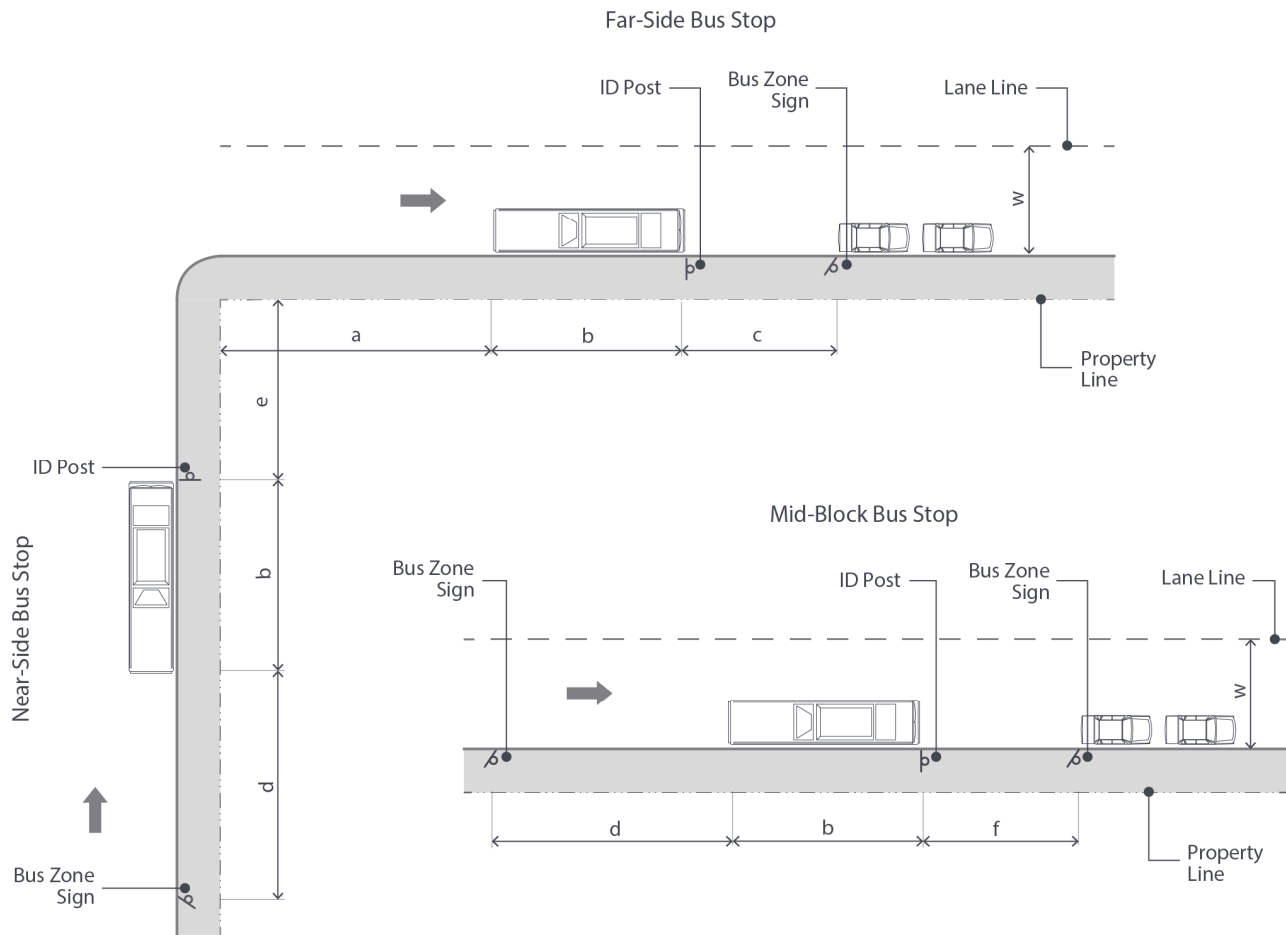 Far-Side Bus Stop
ID Post
Bus Zone
Sign
Lane Line
w
a
b
c
Property
Line
e
ID Post
b
Near-Side Bus Stop
d
Bus Zone
Sign
Mid-Block Bus Stop
Bus Zone
Sign
ID Post
Bus Zone
Sign
Lane Line
w
d
b
f
Property
Line